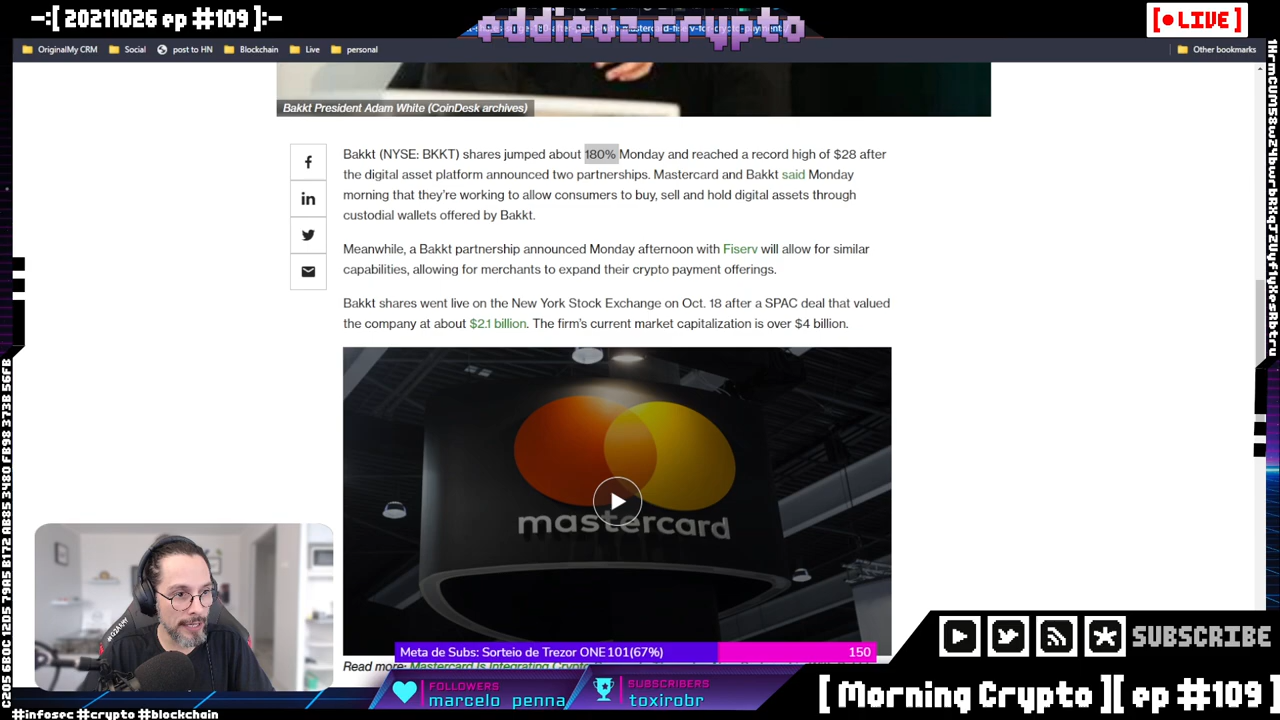 -:[ 20211026 ep #109 ]:-
eddieoz.crypto
[● LIVE ]
OriginalMy CRM
Social
post to HN
Blockchain
Live
personal
Other bookmarks
Bakkt President Adam White (CoinDesk archives)
Bakkt (NYSE: BKKT) shares jumped about 180% Monday and reached a record high of $28 after
the digital asset platform announced two partnerships. Mastercard and Bakkt said Monday
morning that they're working to allow consumers to buy, sell and hold digital assets through
custodial wallets offered by Bakkt.
Meanwhile, a Bakkt partnership announced Monday afternoon with Fiserv will allow for similar
capabilities, allowing for merchants to expand their crypto payment offerings.
Bakkt shares went live on the New York Stock Exchange on Oct. 18 after a SPAC deal that valued
the company at about $2.1 billion. The firm's current market capitalization is over $4 billion.
mastercard
Meta de Subs: Sorteio de Trezor ONE 101(67%)
150
Read more: Mastercard Is Integrating Crypto
FOLLOWERS
marcelo penna
SUBSCRIBERS
toxirobr
SUBSCRIBE
[ Morning Crypto ][ ep #109 ]
#infosec #crypto #blockchain